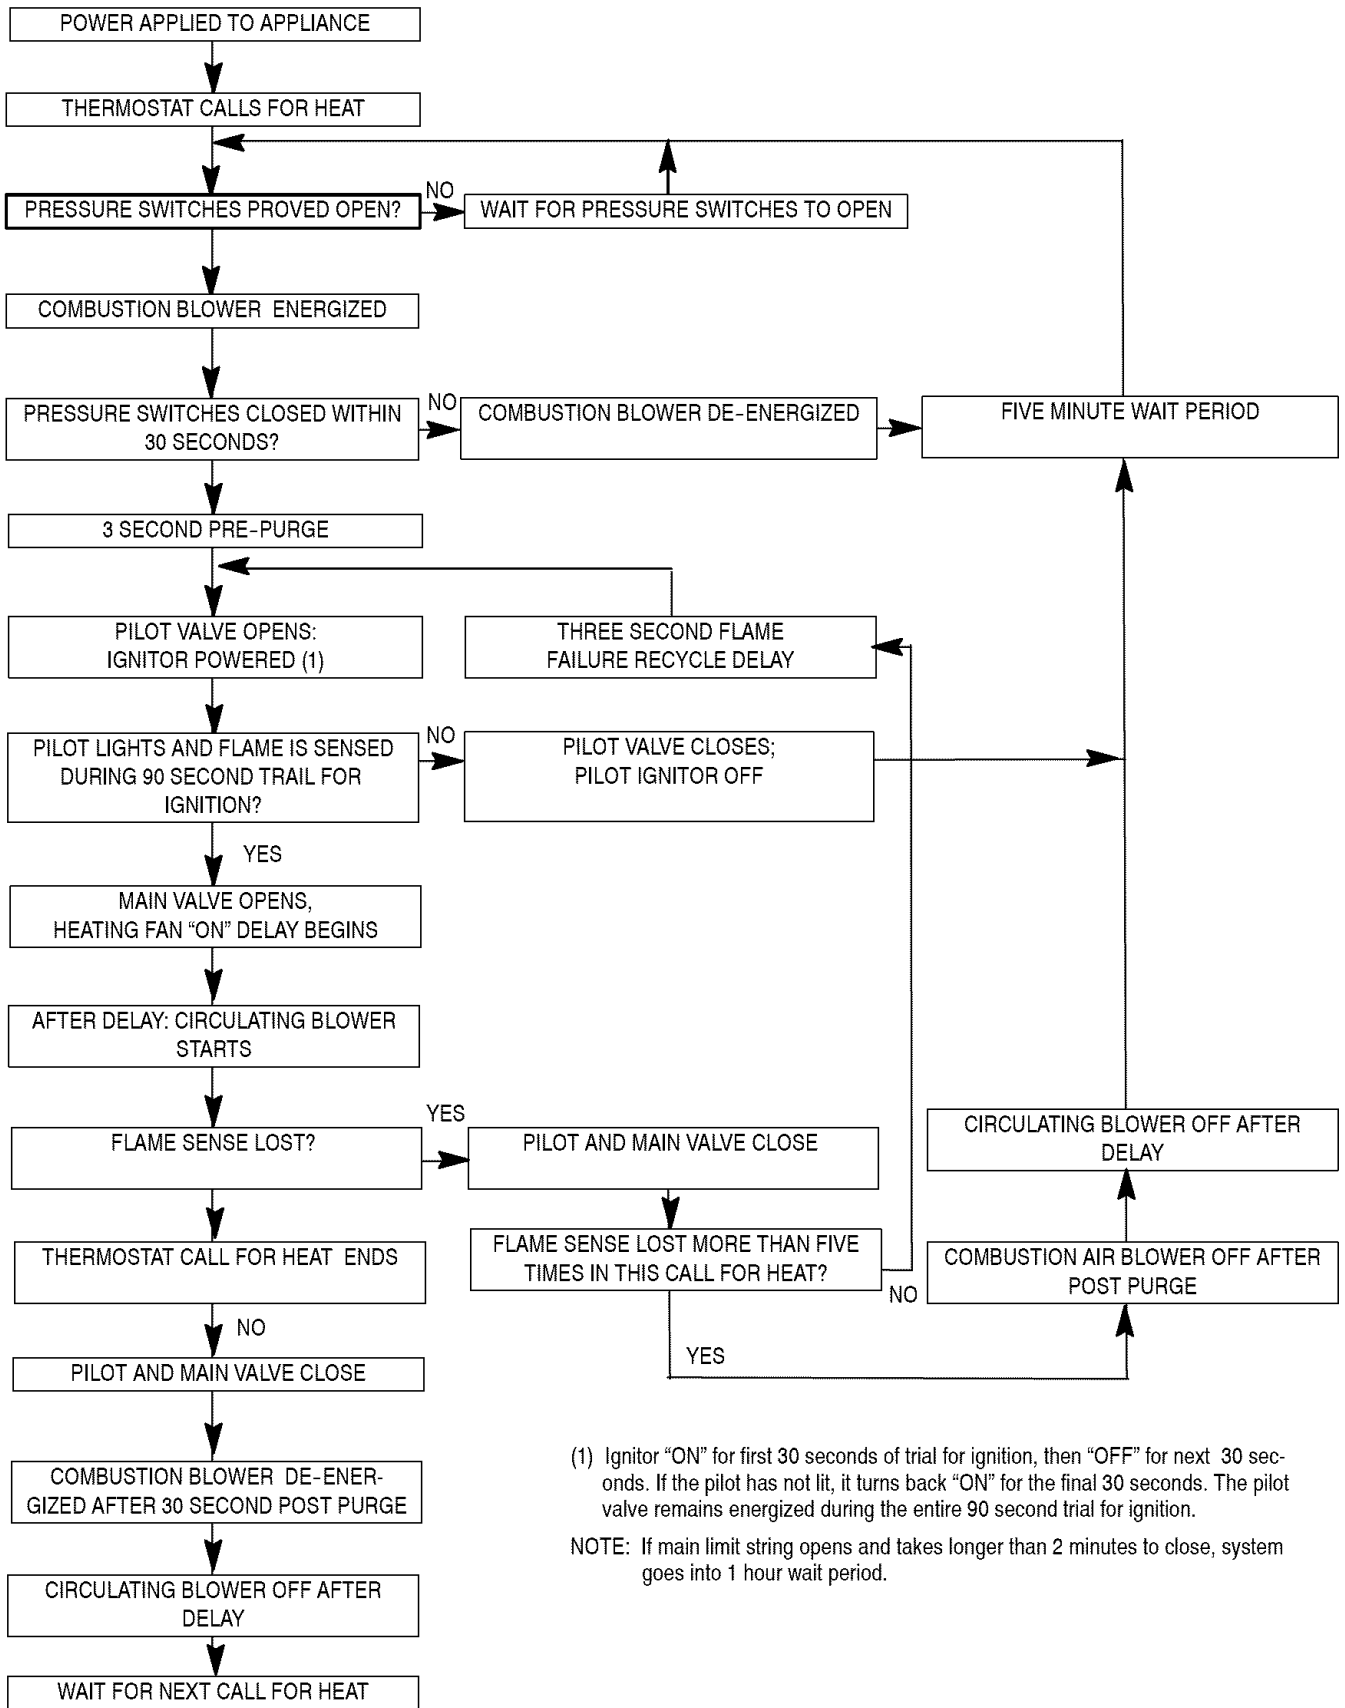 POWER APPLIED TO APPLIANCE
THERMOSTAT CALLS FOR HEAT
PRESSURE SWITCHES PROVED OPEN?
NO
WAIT FOR PRESSURE SWITCHES TO OPEN
COMBUSTION BLOWER ENERGIZED
PRESSURE SWITCHES CLOSED WITHIN
30 SECONDS?
NO
COMBUSTION BLOWER DE-ENERGIZED
FIVE MINUTE WAIT PERIOD
3 SECOND PRE-PURGE
PILOT VALVE OPENS:
IGNITOR POWERED (1)
THREE SECOND FLAME
FAILURE RECYCLE DELAY
PILOT LIGHTS AND FLAME IS SENSED
DURING 90 SECOND TRAIL FOR
IGNITION?
NO
PILOT VALVE CLOSES;
PILOT IGNITOR OFF
YES
MAIN VALVE OPENS,
HEATING FAN “ON” DELAY BEGINS
AFTER DELAY: CIRCULATING BLOWER
STARTS
FLAME SENSE LOST?
YES
PILOT AND MAIN VALVE CLOSE
CIRCULATING BLOWER OFF AFTER
DELAY
THERMOSTAT CALL FOR HEAT ENDS
FLAME SENSE LOST MORE THAN FIVE
TIMES IN THIS CALL FOR HEAT?
NO
COMBUSTION AIR BLOWER OFF AFTER
POST PURGE
NO
YES
PILOT AND MAIN VALVE CLOSE
COMBUSTION BLOWER DE-ENER-
GIZED AFTER 30 SECOND POST PURGE
CIRCULATING BLOWER OFF AFTER
DELAY
WAIT FOR NEXT CALL FOR HEAT
(1) Ignitor “ON” for first 30 seconds of trial for ignition, then “OFF” for next 30 sec-
onds. If the pilot has not lit, it turns back “ON” for the final 30 seconds. The pilot
valve remains energized during the entire 90 second trial for ignition.
NOTE: If main limit string opens and takes longer than 2 minutes to close, system
goes into 1 hour wait period.